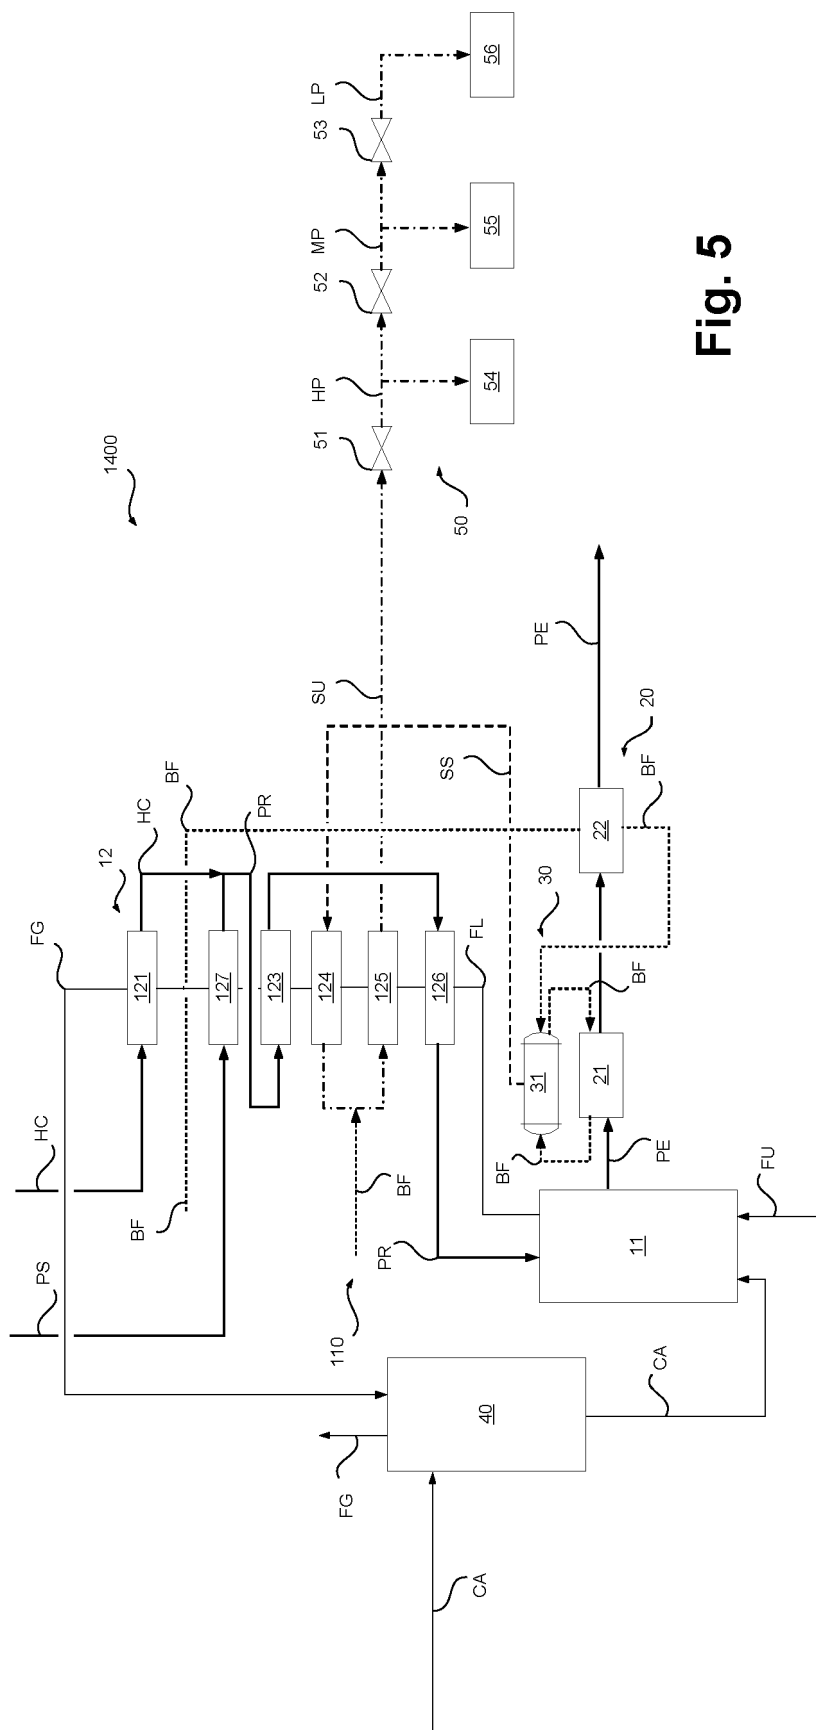 PS
HC
FG
12
1400
BF
121
HC
BF
127
PR
123
FG
110
124
SU
51
HP
52
MP
53
LP
PR
BF
125
126
SS
50
FL
CA
40
54
55
56
BF
31
30
PE
21
22
BF
11
20
BF
CA
PE
Fig. 5
FU